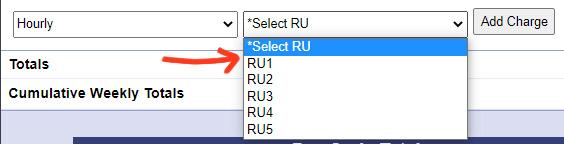 Hourly *Select RU Add Charge
*Select RU
Totals RU1
RU2
Cumulative Weekly Totals RU3
RU4
RU5